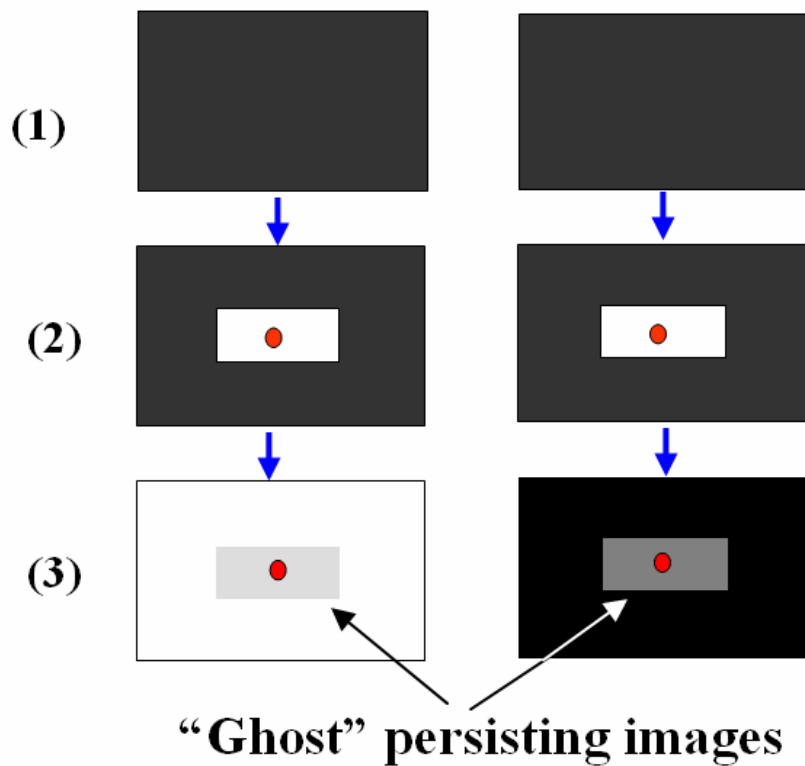 (1)
(2)
(3)
“Ghost” persisting images